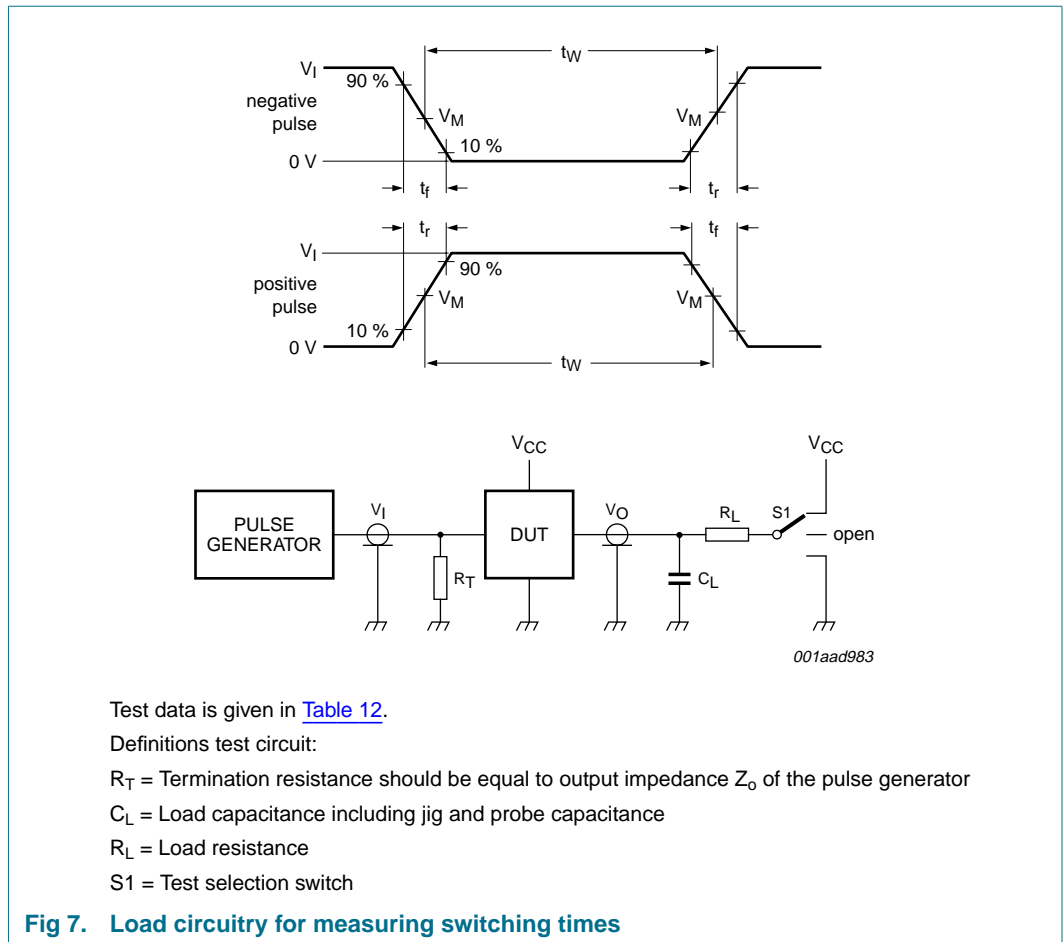 tW
VI
90 %
negative
pulse
VM
VM
10 %
0 V
tf
tr
tr
tf
VI
90 %
positive
pulse
VM
VM
10 %
0 V
tW
VCC
VCC
PULSE
GENERATOR
VI
DUT
VO
RL
S1
open
RT
CL
001aad983
Test data is given in Table 12.
Definitions test circuit:
RT = Termination resistance should be equal to output impedance Zo of the pulse generator
CL = Load capacitance including jig and probe capacitance
RL = Load resistance
S1 = Test selection switch
Fig 7. Load circuitry for measuring switching times